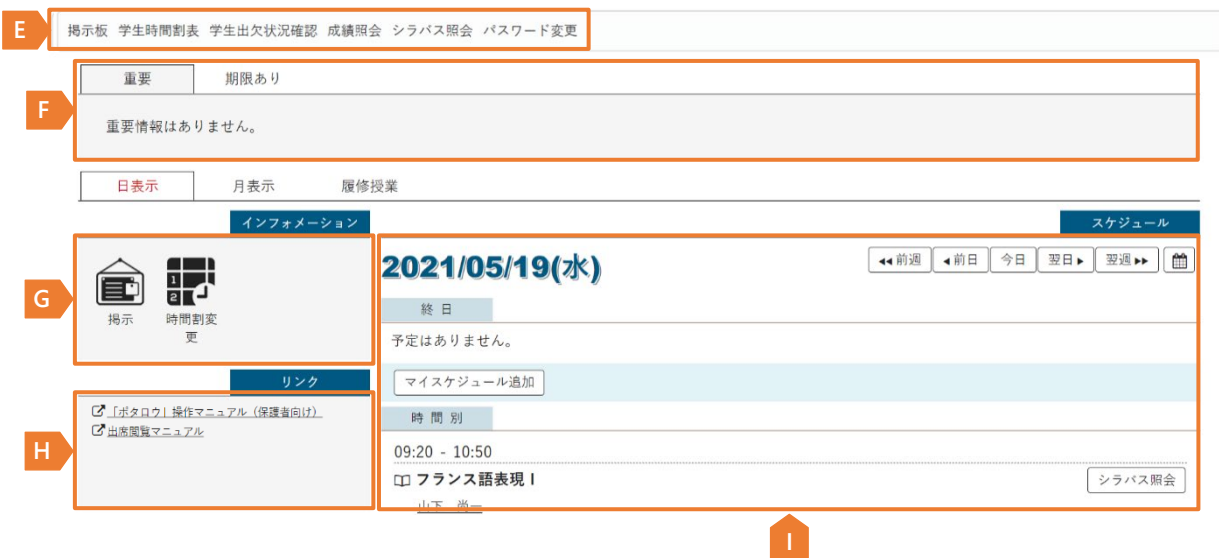 E
掲示板 学生時間割表 学生出欠状況確認 成績照会 シラバス照会 パスワード変更
重要 期限あり
F
重要情報はありません。
日表示 月表示 履修授業
インフォメーション スケジュール
2021/05/19(水)
前週 前日 今日 翌日 翌週
G
掲示 時間割変
更
終日
予定はありません。
リンク
マイスケジュール追加
「ポタロウ」操作マニュアル（保護者向け）
出席閲覧マニュアル
時間別
H
09:20 - 10:50
フランス語表現Ⅰ
シラバス照会
山下 尚一
I